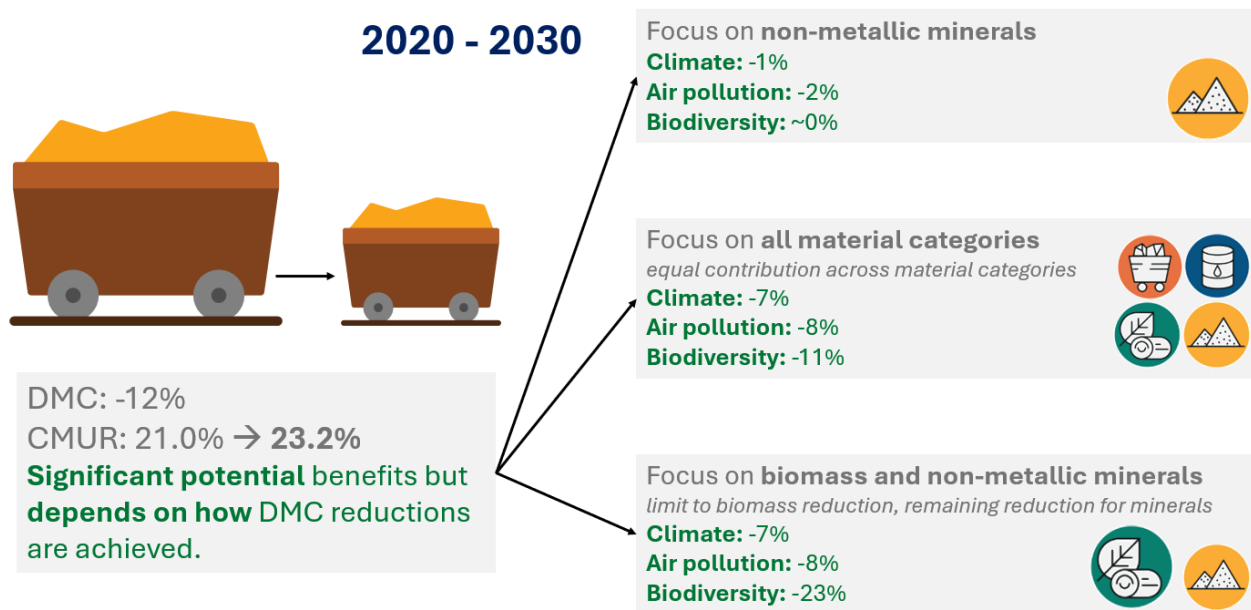 2020 - 2030
DMC: -12%
CMUR: 21.0% → 23.2%
Significant potential benefits but
depends on how DMC reductions
are achieved.
Focus on non-metallic minerals
Climate: -1%
Air pollution: -2%
Biodiversity: ~0%
Focus on all material categories
equal contribution across material categories
Climate: -7%
Air pollution: -8%
Biodiversity: -11%
Focus on biomass and non-metallic minerals
limit to biomass reduction, remaining reduction for minerals
Climate: -7%
Air pollution: -8%
Biodiversity: -23%